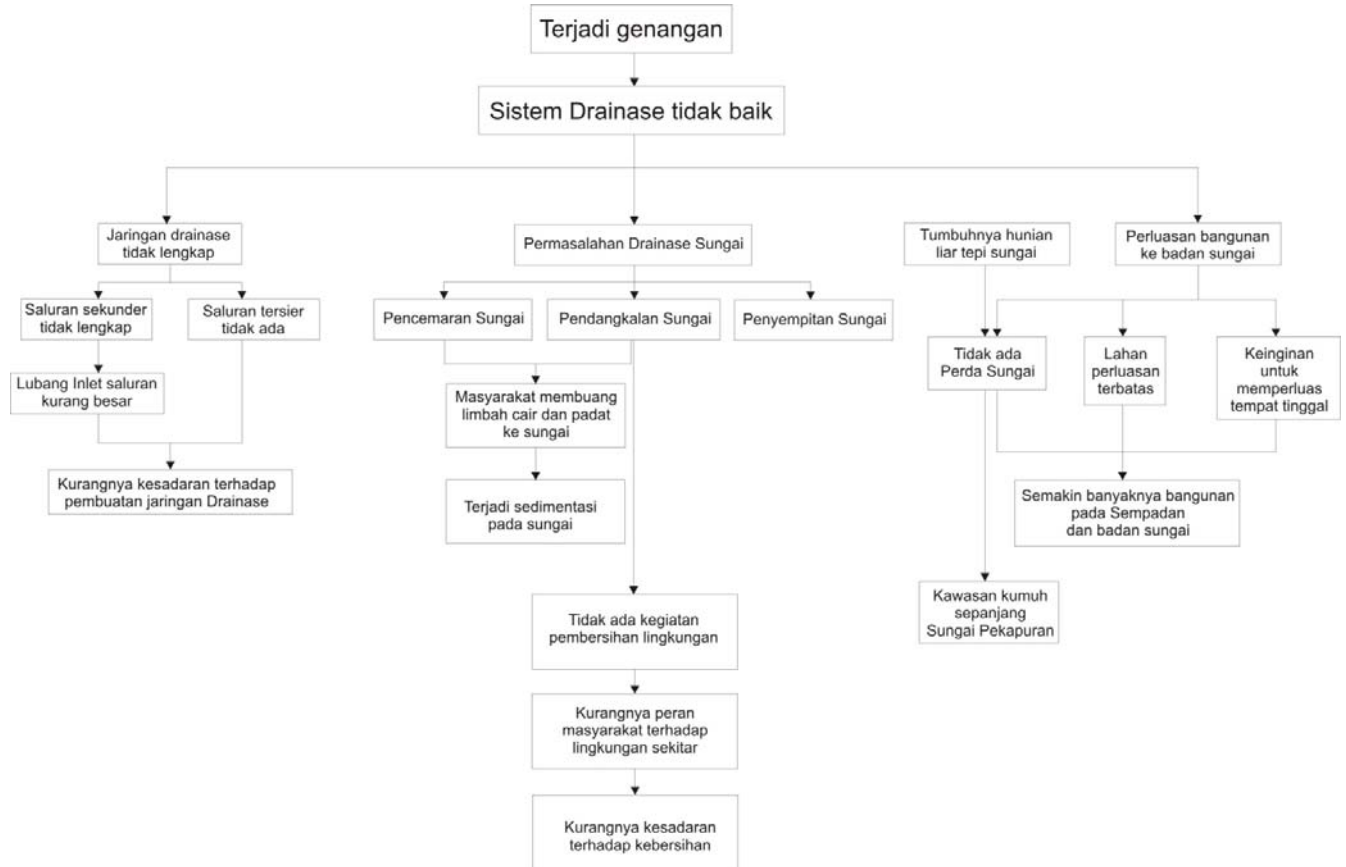 Terjadi genangan
Sistem Drainase tidak baik
Jaringan drainase
tidak lengkap
Permasalahan Drainase Sungai
Tumbuhnya hunian
liar tepi sungai
Perluasan bangunan
ke badan sungai
Saluran sekunder
tidak lengkap
Saluran tersier
tidak ada
Pencemaran Sungai
Pendangkalan Sungai
Penyempitan Sungai
Tidak ada
Perda Sungai
Lahan
perluasan
terbatas
Keinginan
untuk
memperluas
tempat tinggal
Lubang Inlet saluran
kurang besar
Masyarakat membuang
limbah cair dan padat
ke sungai
Kurangnya kesadaran terhadap
pembuatan jaringan Drainase
Terjadi sedimentasi
pada sungai
Semakin banyaknya bangunan
pada Sempadan
dan badan sungai
Tidak ada kegiatan
pembersihan lingkungan
Kawasan kumuh
sepanjang
Sungai Pekapuran
Kurangnya peran
masyarakat terhadap
lingkungan sekitar
Kurangnya kesadaran
terhadap kebersihan